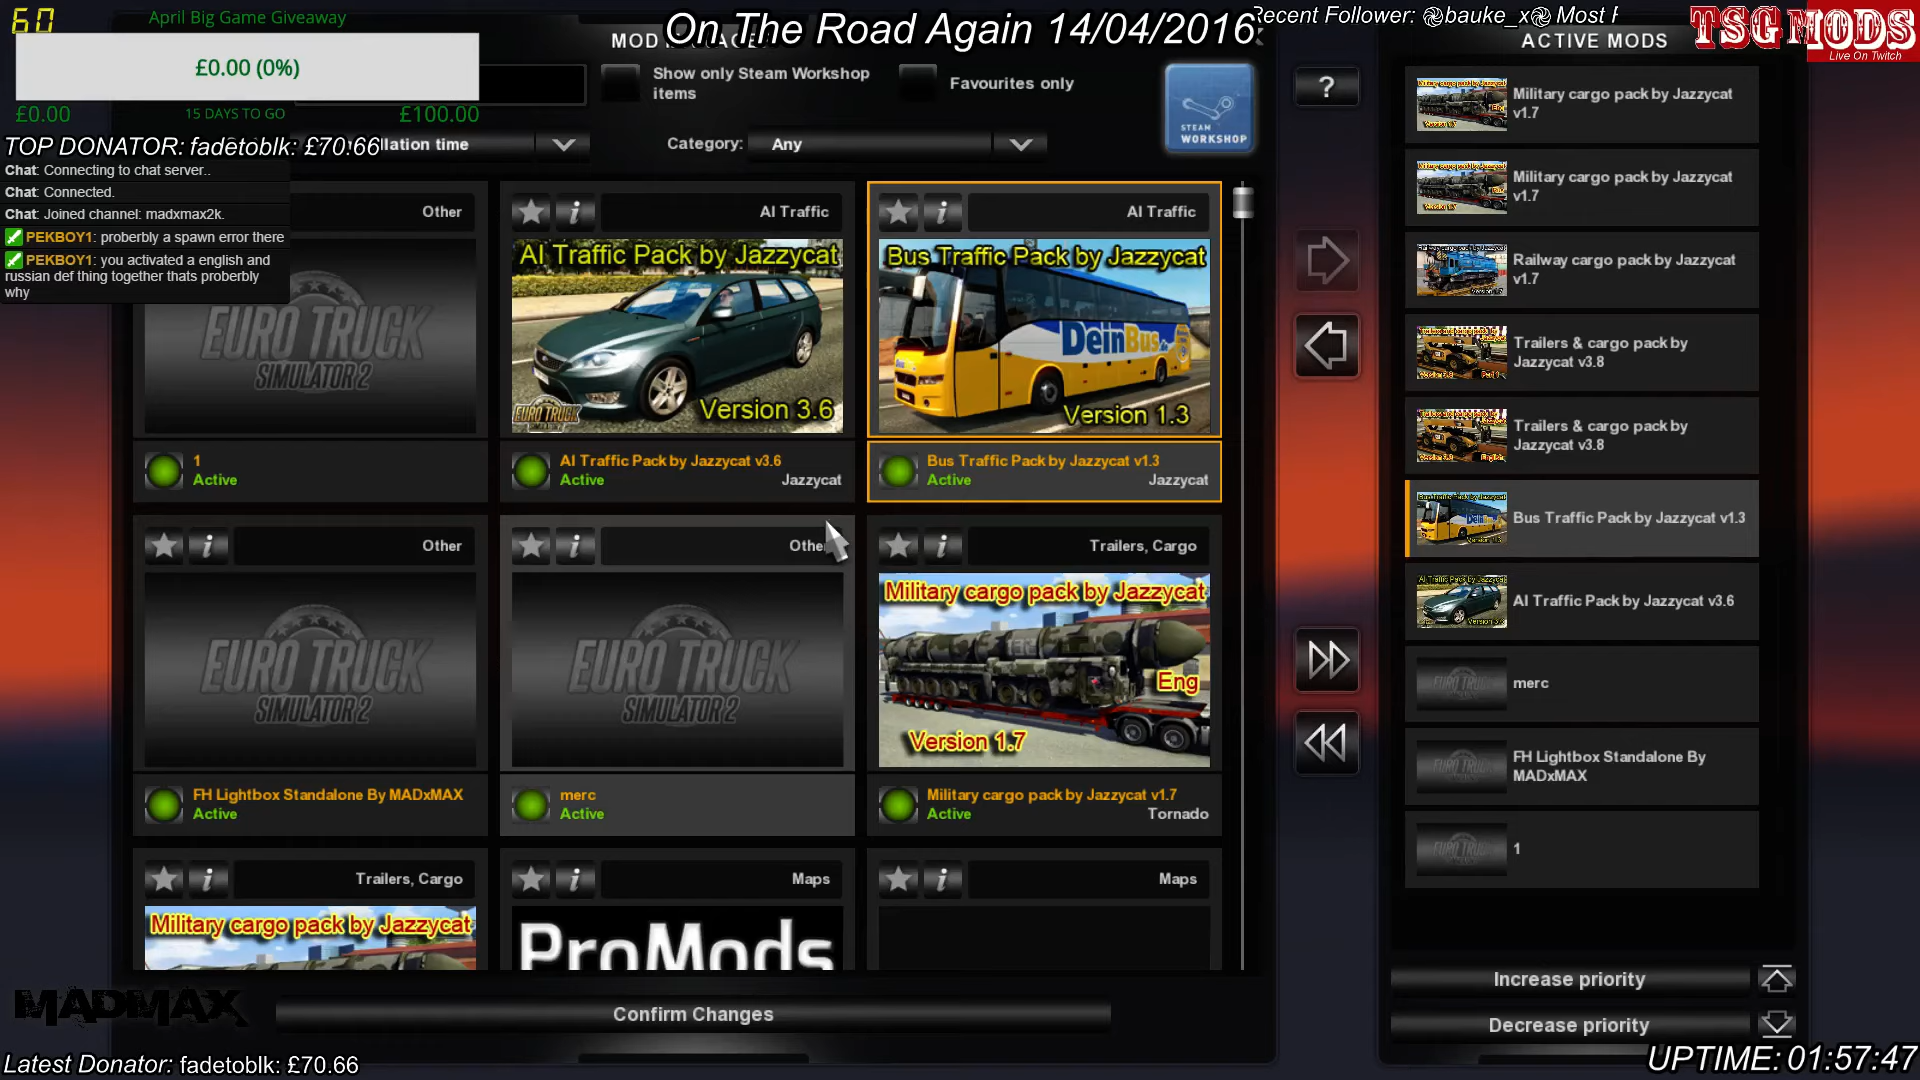 60
April Big Game Giveaway
£0.00 (0%)
£0.00
15 DAYS TO GO
£100.00
TOP DONATOR: fadetoblk: £70.66
Chat: Connecting to chat server..
Chat: Connected.
Chat: Joined channel: madxmax2k.
PEKBOY1: proberbly a spawn error there
PEKBOY1: you activated a english and
russian def thing together thats proberbly
why
On The Road Again 14/04/2016
Recent Follower: bauke_x Most
TSG MODS
Live On Twitch
Show only Steam Workshop
items
Favourites only
STEAM
WORKSHOP
?
llation time
Category:
Any
Other
EURO TRUCK
SIMULATOR 2
1
Active
AI Traffic
AI Traffic Pack by Jazzycat
Version 3.6
EURO TRUCK
AI Traffic Pack by Jazzycat v3.6
Active
Jazzycat
AI Traffic
Bus Traffic Pack by Jazzycat
DeinBus
Version 1.3
Bus Traffic Pack by Jazzycat v1.3
Active
Jazzycat
Other
EURO TRUCK
SIMULATOR 2
FH Lightbox Standalone By MADxMAX
Active
Other
EURO TRUCK
SIMULATOR 2
merc
Active
Trailers, Cargo
Military cargo pack by Jazzycat
Eng
Version 1.7
Military cargo pack by Jazzycat v1.7
Active
Tornado
Trailers, Cargo
Military cargo pack by Jazzycat
Maps
ProMods
Maps
Confirm Changes
ACTIVE MODS
Military cargo pack by Jazzycat
v1.7
Military cargo pack by Jazzycat
v1.7
Railway cargo pack by Jazzycat
v1.7
Trailers & cargo pack by
Jazzycat v3.8
Trailers & cargo pack by
Jazzycat v3.8
Bus Traffic Pack by Jazzycat v1.3
AI Traffic Pack by Jazzycat v3.6
merc
FH Lightbox Standalone By
MADxMAX
1
Increase priority
Decrease priority
MADMAX
Latest Donator: fadetoblk: £70.66
UPTIME: 01:57:47